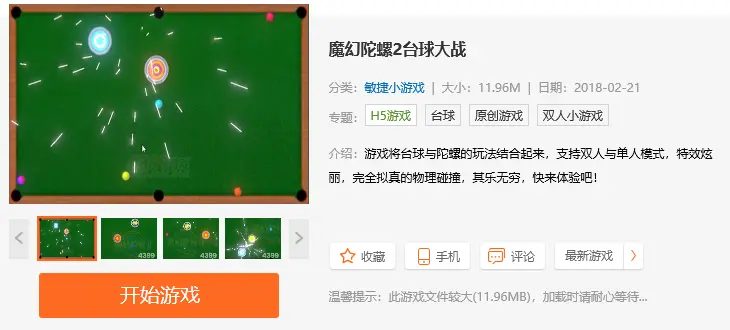 魔幻陀螺2台球大战
分类：敏捷小游戏 | 大小：11.96M | 日期：2018-02-21
专题： H5游戏 台球 原创游戏 双人小游戏
介绍：游戏将台球与陀螺的玩法结合起来，支持双人与单人模式，特效炫
丽，完全拟真的物理碰撞，其乐无穷，快来体验吧！
4399 4399 4399
收藏 手机 评论 最新游戏
开始游戏
温馨提示：此游戏文件较大(11.96MB)，加载时请耐心等待...